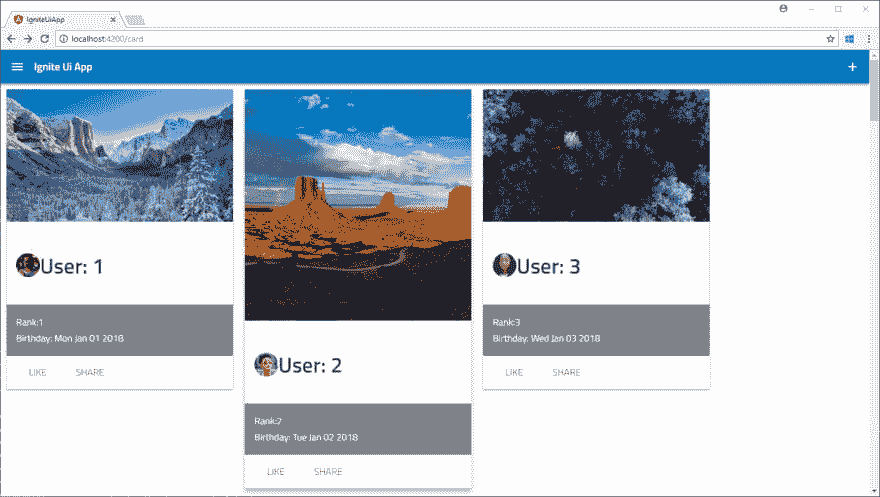 IgniteUiApp
localhost:4200/card
Ignite Ui App
User: 1
Rank:1
Birthday: Mon Jan 01 2018
LIKE SHARE
User: 2
Rank:2
Birthday: Tue Jan 02 2018
LIKE SHARE
User: 3
Rank:3
Birthday: Wed Jan 03 2018
LIKE SHARE